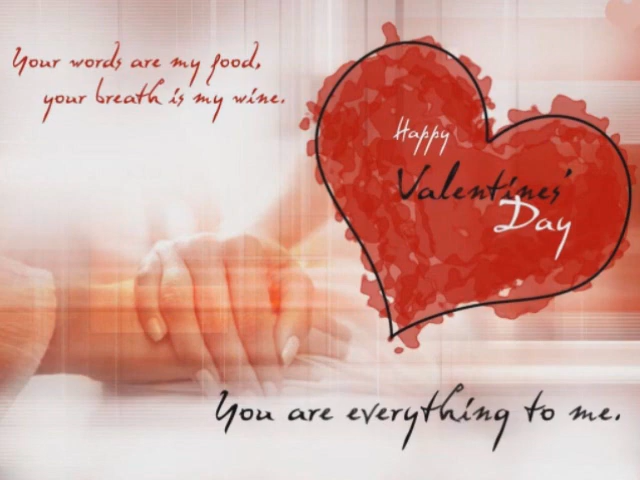 Your words are my food,
your breath is my wine.
Happy
Valentines'
Day
You are everything to me.